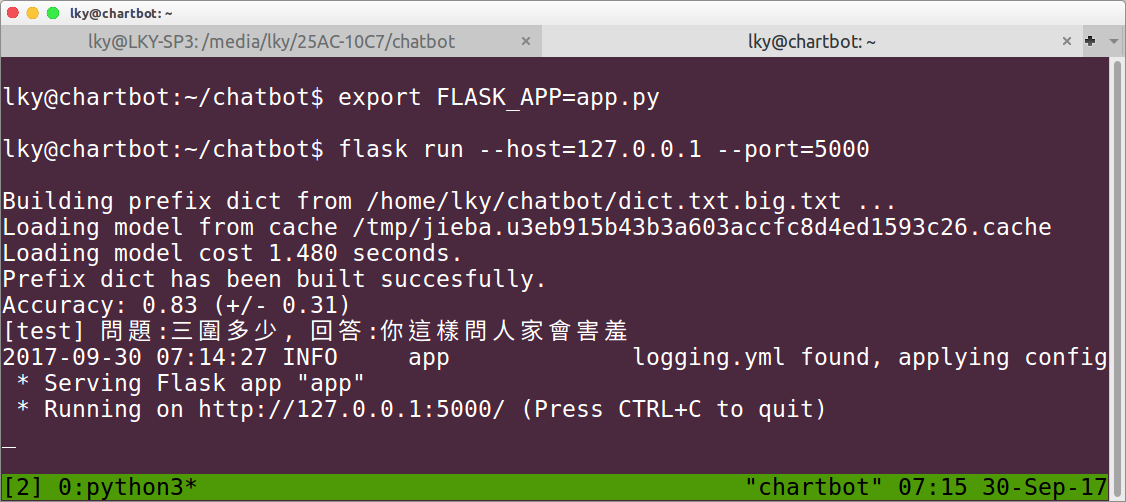 lky@chartbot: ~
lky@LKY-SP3: /media/lky/25AC-10C7/chatbot × lky@chartbot: ~ ×
lky@chartbot:~/chatbot$ export FLASK_APP=app.py
lky@chartbot:~/chatbot$ flask run --host=127.0.0.1 --port=5000
Building prefix dict from /home/lky/chatbot/dict.txt.big.txt ...
Loading model from cache /tmp/jieba.u3eb915b43b3a603accfc8d4ed1593c26.cache
Loading model cost 1.480 seconds.
Prefix dict has been built succesfully.
Accuracy: 0.83 (+/- 0.31)
[test] 問題:三圍多少, 回答:你這樣問人家會害羞
2017-09-30 07:14:27 INFO     app             logging.yml found, applying config
 * Serving Flask app "app"
 * Running on http://127.0.0.1:5000/ (Press CTRL+C to quit)
[2] 0:python3* "chartbot" 07:15 30-Sep-17